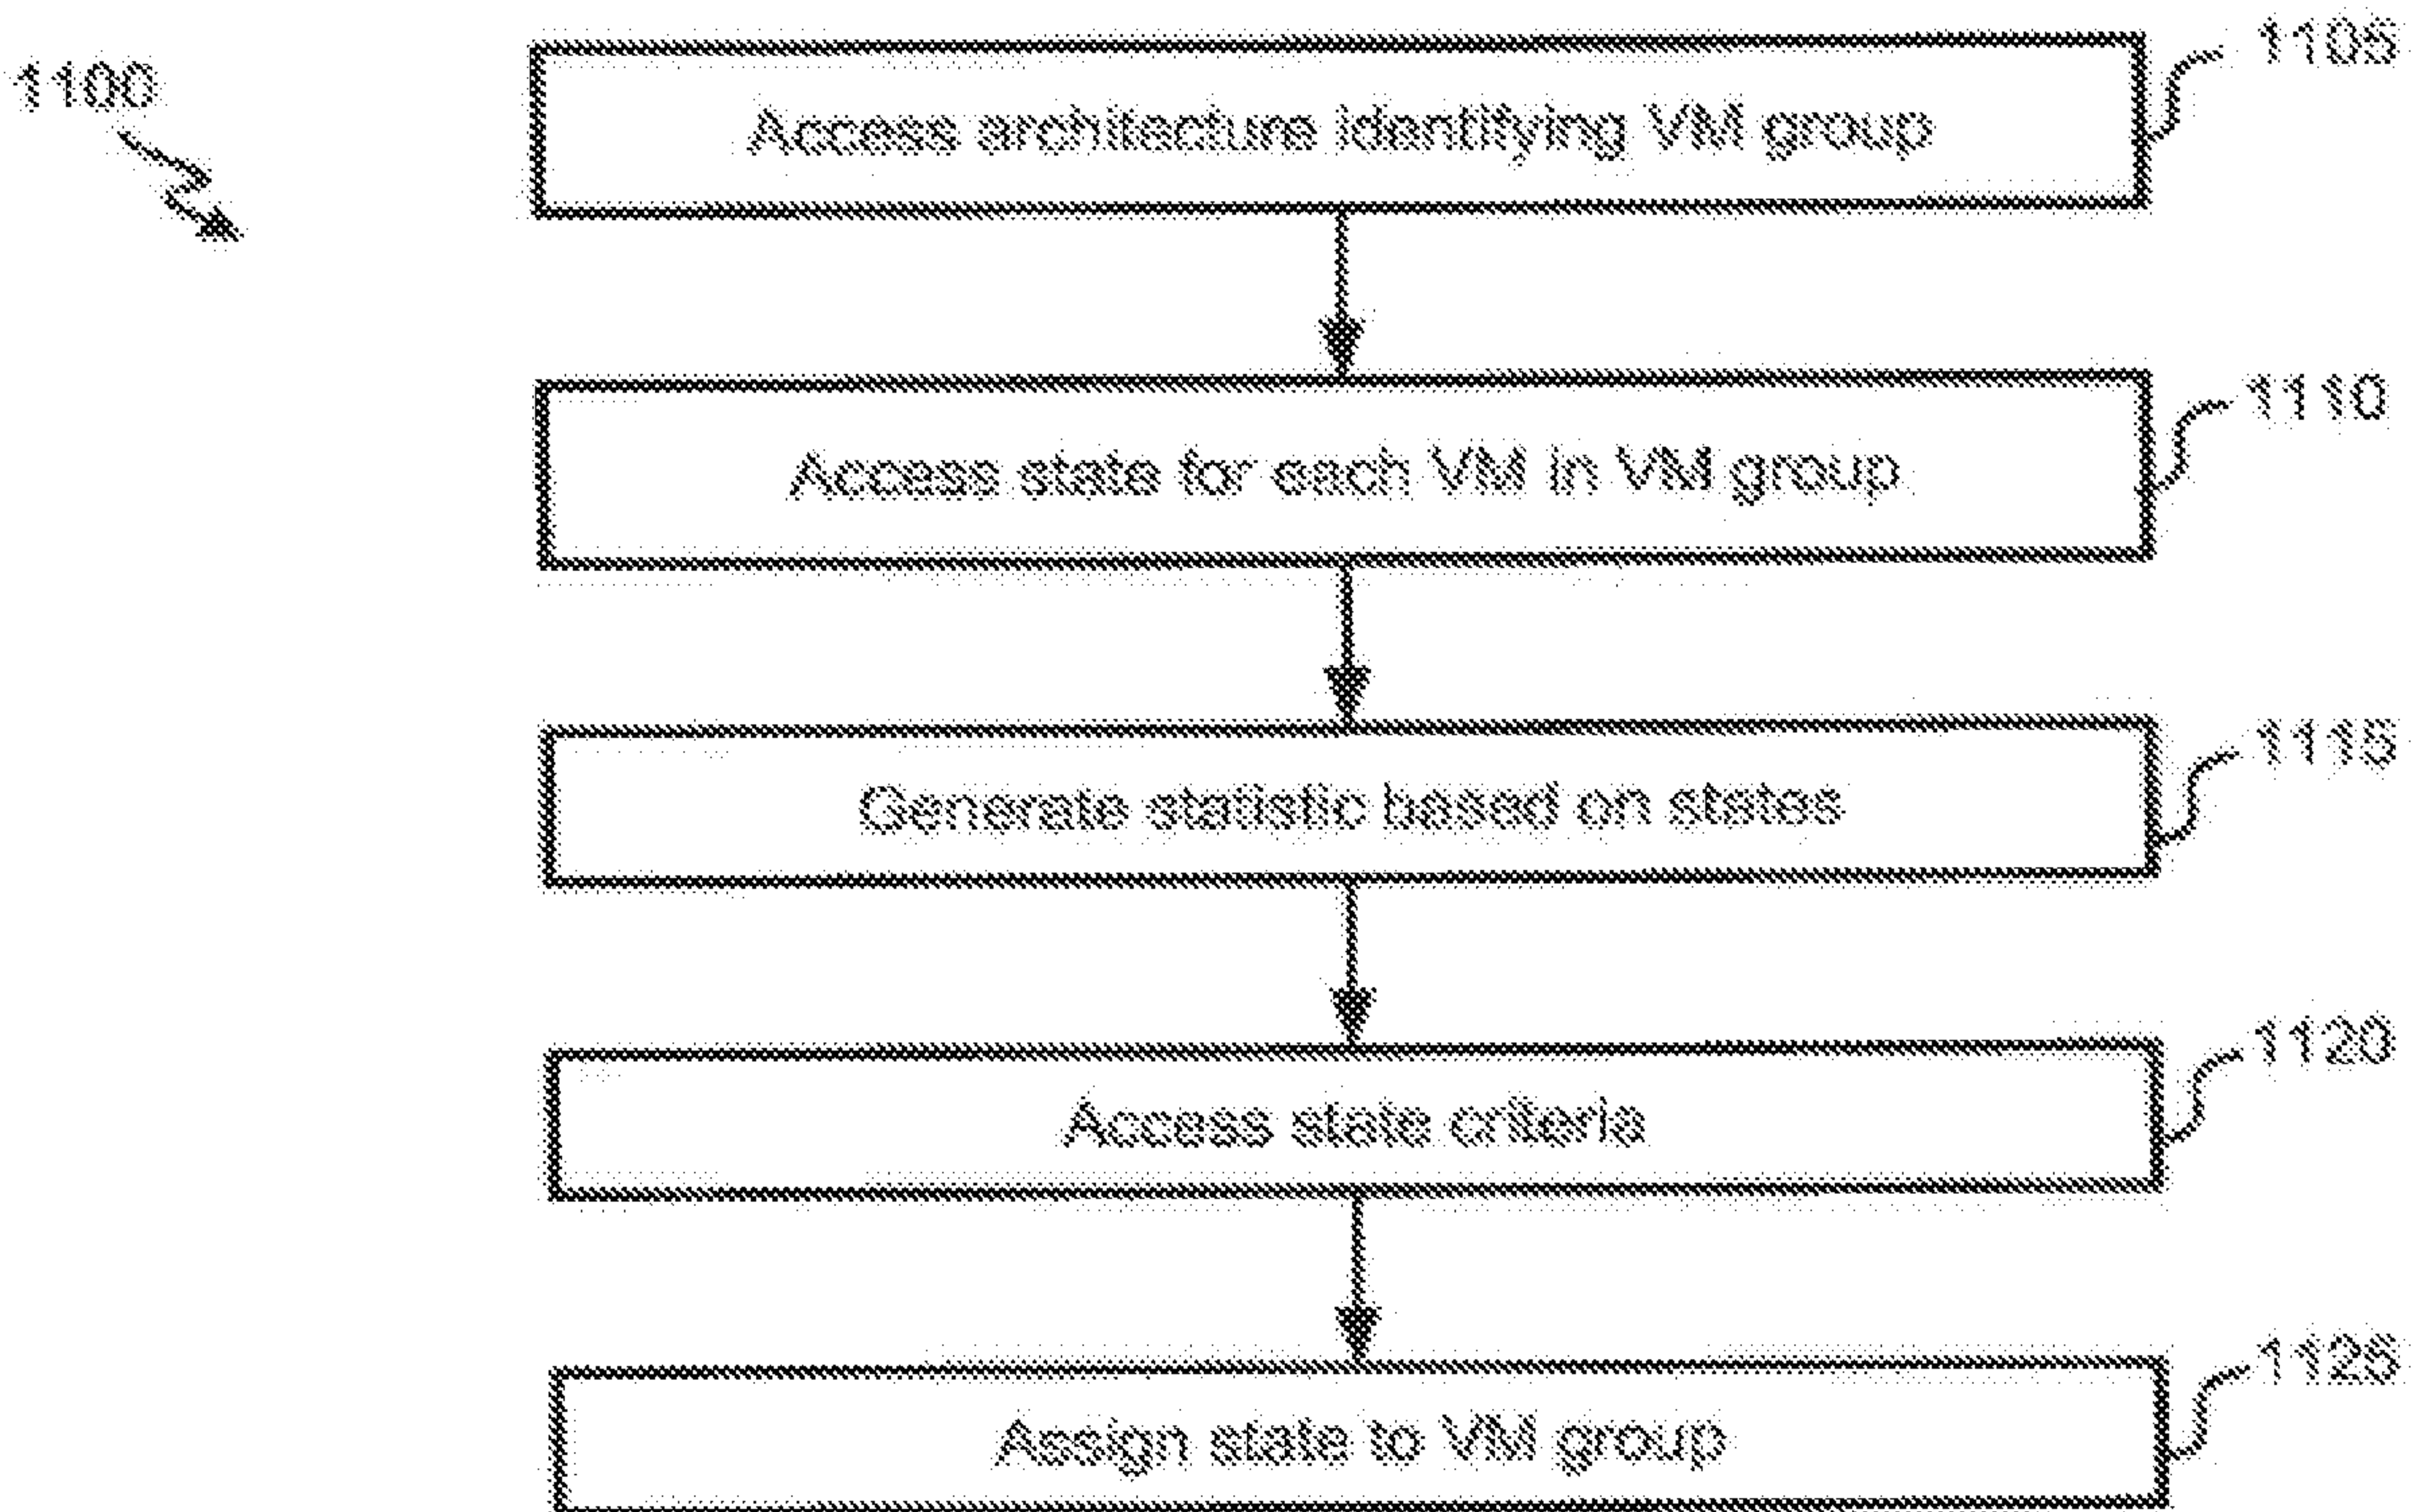 1100
1105
Access architecture identifying VM group
1110
Access state for each VM in VM group
1115
Generate statistic based on states
1120
Access state criteria
1125
Assign state to VM group